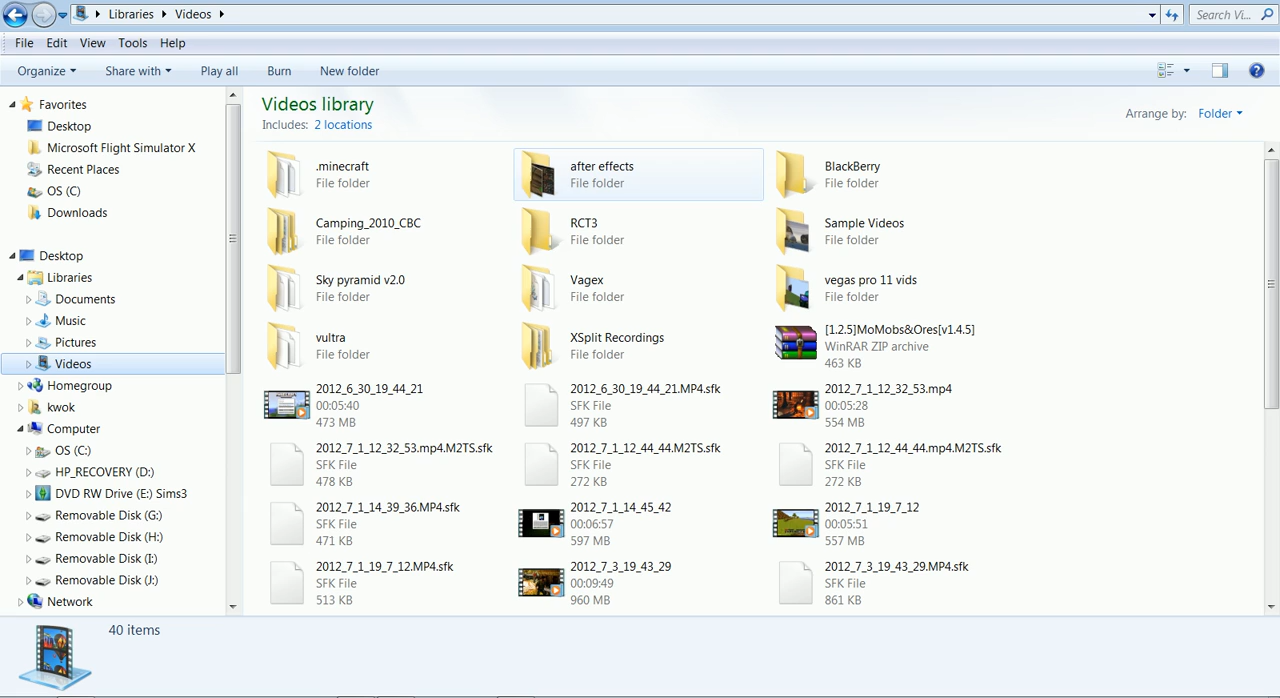 Libraries Videos
Search Vi...
File Edit View Tools Help
Organize Share with Play all Burn New folder
Favorites
Desktop
Microsoft Flight Simulator X
Recent Places
OS (C)
Downloads
Desktop
Libraries
Documents
Music
Pictures
Videos
Homegroup
kwok
Computer
OS (C:)
HP_RECOVERY (D:)
DVD RW Drive (E:) Sims3
Removable Disk (G:)
Removable Disk (H:)
Removable Disk (I:)
Removable Disk (J:)
Network
Videos library
Includes: 2 locations
Arrange by: Folder
.minecraft
File folder
after effects
File folder
BlackBerry
File folder
Camping_2010_CBC
File folder
RCT3
File folder
Sample Videos
File folder
Sky pyramid v2.0
File folder
Vagex
File folder
vegas pro 11 vids
File folder
vultra
File folder
XSplit Recordings
File folder
[1.2.5]MoMobs&Ores[v1.4.5]
WinRAR ZIP archive
463 KB
2012_6_30_19_44_21
00:05:40
473 MB
2012_6_30_19_44_21.MP4.sfk
SFK File
497 KB
2012_7_1_12_32_53.mp4
00:05:28
554 MB
2012_7_1_12_32_53.mp4.M2TS.sfk
SFK File
478 KB
2012_7_1_12_44_44.M2TS.sfk
SFK File
272 KB
2012_7_1_12_44_44.mp4.M2TS.sfk
SFK File
272 KB
2012_7_1_14_39_36.MP4.sfk
SFK File
471 KB
2012_7_1_14_45_42
00:06:57
597 MB
2012_7_1_19_7_12
00:05:51
557 MB
2012_7_1_19_7_12.MP4.sfk
SFK File
513 KB
2012_7_3_19_43_29
00:09:49
960 MB
2012_7_3_19_43_29.MP4.sfk
SFK File
861 KB
40 items